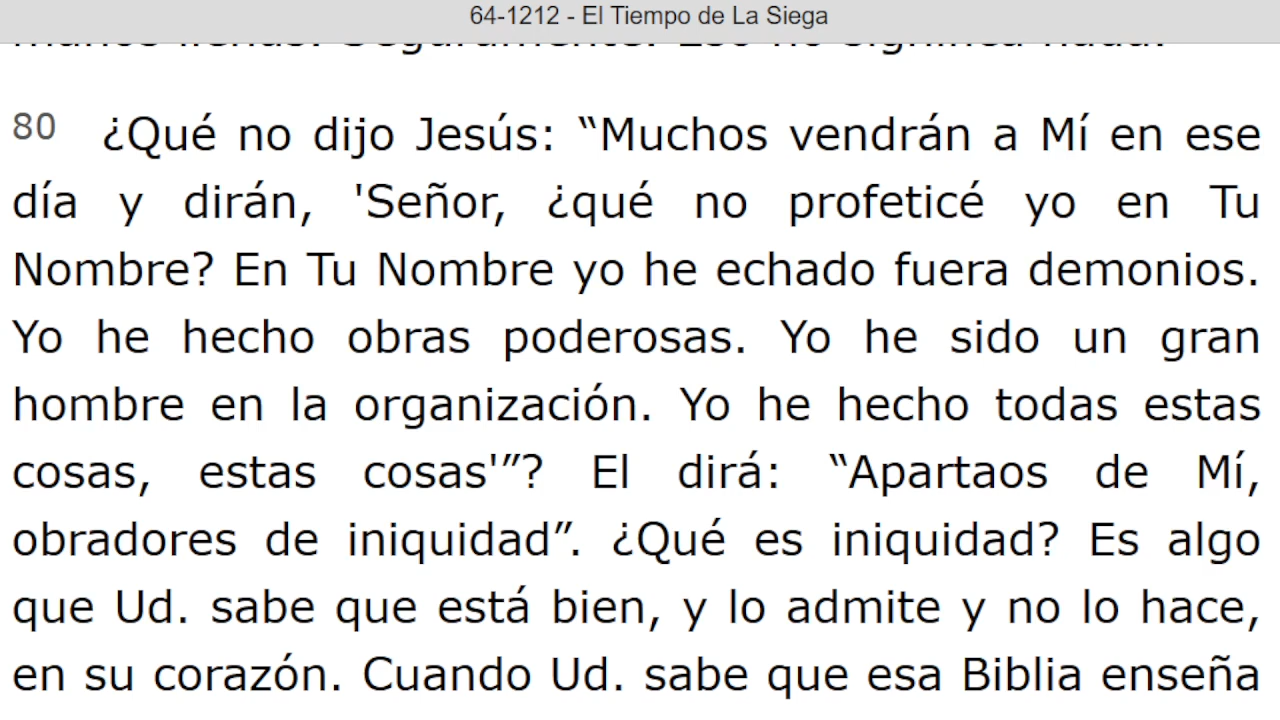 64-1212 - El Tiempo de La Siega
80 ¿Qué no dijo Jesús: “Muchos vendrán a Mí en ese
día y dirán, 'Señor, ¿qué no profeticé yo en Tu
Nombre? En Tu Nombre yo he echado fuera demonios.
Yo he hecho obras poderosas. Yo he sido un gran
hombre en la organización. Yo he hecho todas estas
cosas, estas cosas'”? El dirá: “Apartaos de Mí,
obradores de iniquidad”. ¿Qué es iniquidad? Es algo
que Ud. sabe que está bien, y lo admite y no lo hace,
en su corazón. Cuando Ud. sabe que esa Biblia enseña